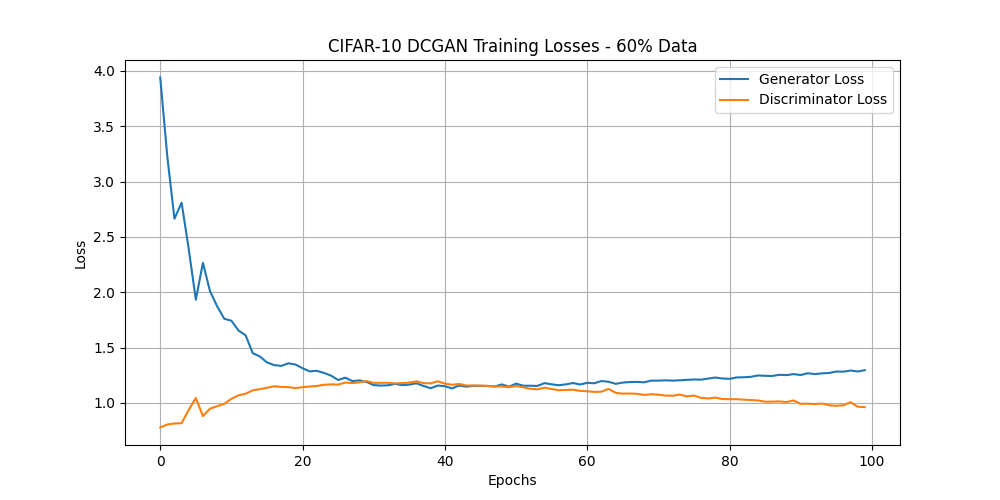 CIFAR-10 DCGAN Training Losses - 60% Data
Generator Loss
Discriminator Loss
4.0
3.5
3.0
2.5
2.0
1.5
1.0
Loss
0 20 40 60 80 100
Epochs